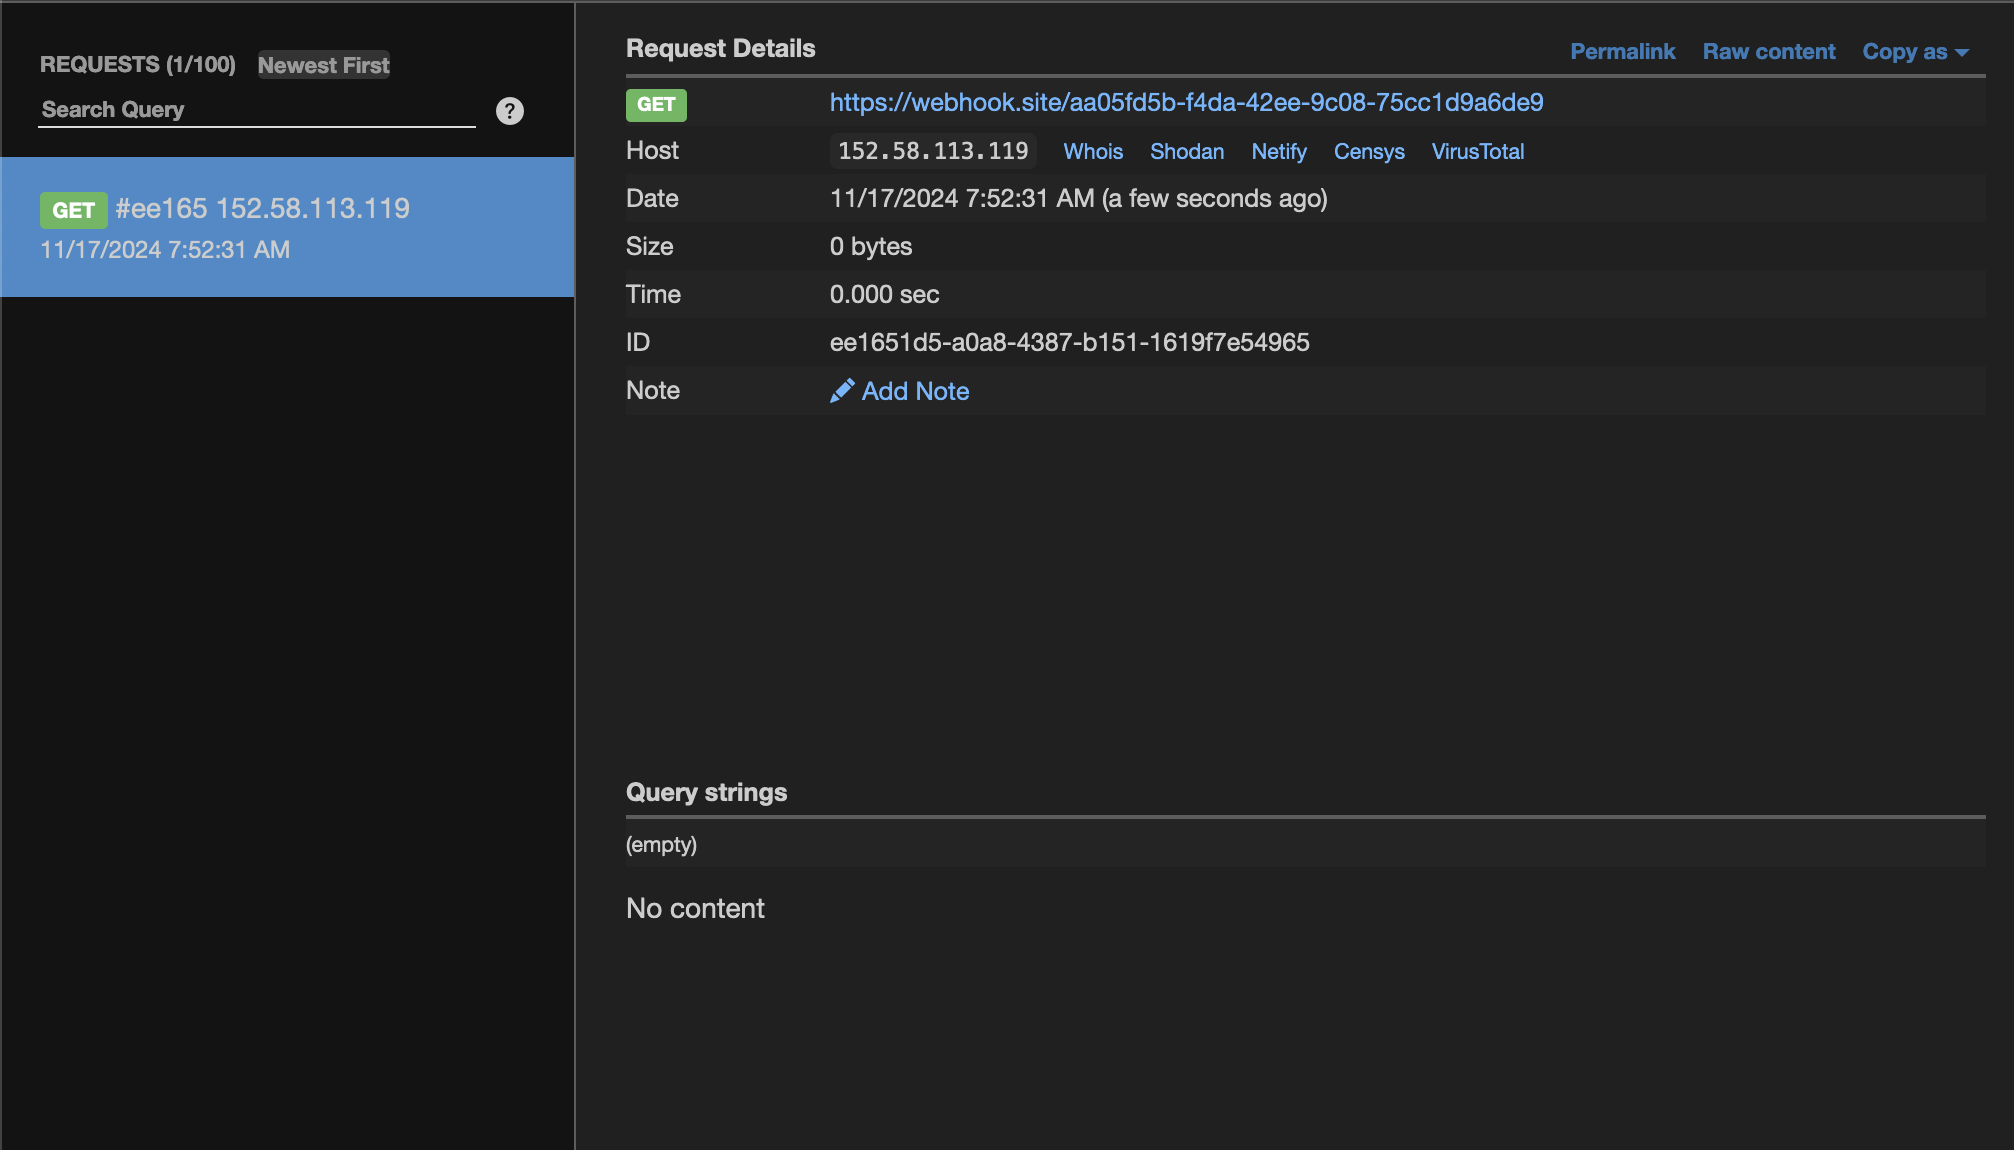 REQUESTS (1/100) Newest First
Search Query ?
GET #ee165 152.58.113.119
11/17/2024 7:52:31 AM
Request Details Permalink Raw content Copy as
GET https://webhook.site/aa05fd5b-f4da-42ee-9c08-75cc1d9a6de9
Host 152.58.113.119 Whois Shodan Netify Censys VirusTotal
Date 11/17/2024 7:52:31 AM (a few seconds ago)
Size 0 bytes
Time 0.000 sec
ID ee1651d5-a0a8-4387-b151-1619f7e54965
Note Add Note
Query strings
(empty)
No content